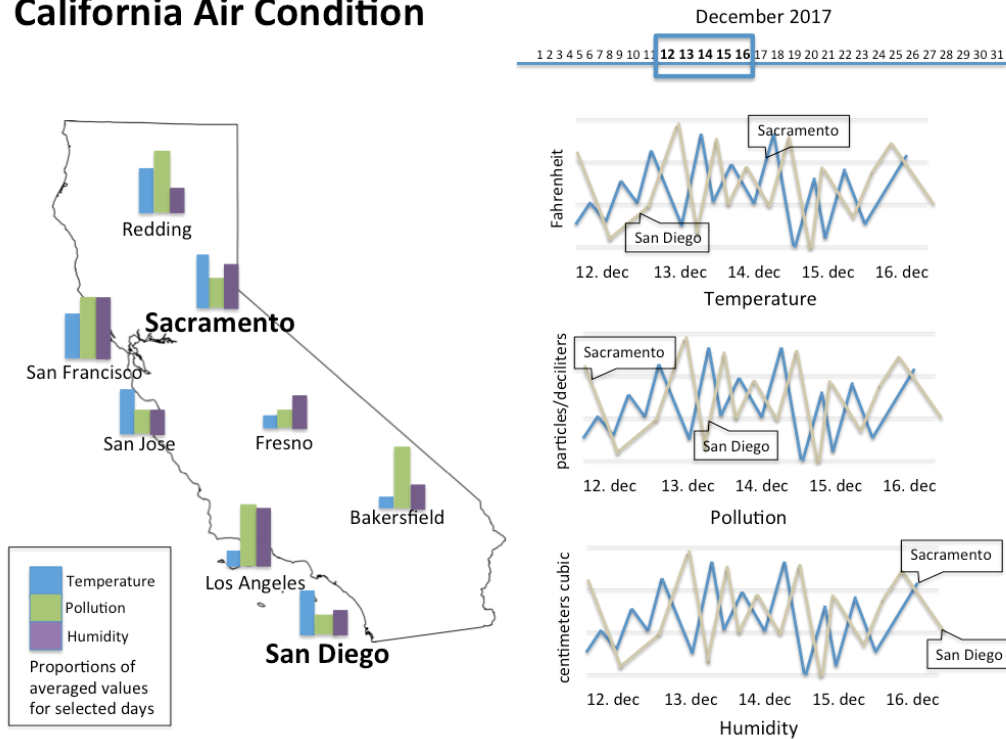 California Air Condition
December 2017
1 2 3 4 5 6 7 8 9 10 11 12 13 14 15 16 17 18 19 20 21 22 23 24 25 26 27 28 29 30 31
Redding
Sacramento
San Francisco
San Jose
Fresno
Bakersfield
Los Angeles
San Diego
Temperature
Pollution
Humidity
Proportions of
averaged values
for selected days
Fahrenheit
Sacramento
San Diego
12. dec 13. dec 14. dec 15. dec 16. dec
Temperature
particles/deciliters
Sacramento
San Diego
12. dec 13. dec 14. dec 15. dec 16. dec
Pollution
centimeters cubic
Sacramento
San Diego
12. dec 13. dec 14. dec 15. dec 16. dec
Humidity